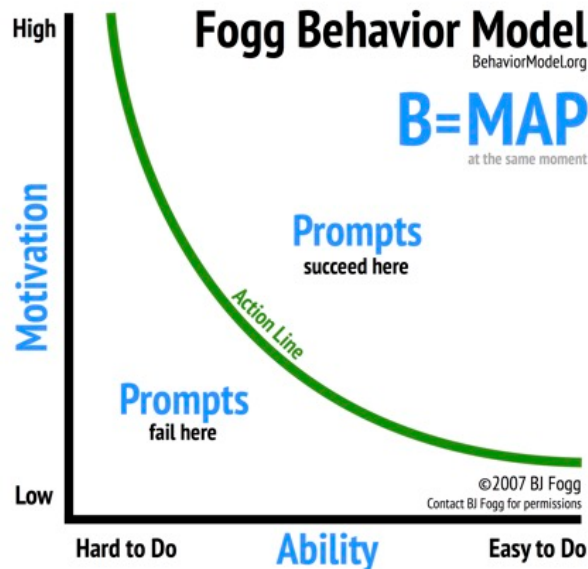 High
Fogg Behavior Model
BehaviorModel.org
B=MAP
at the same moment
Motivation
Prompts
succeed here
Action Line
Prompts
fail here
©2007 BJ Fogg
Contact BJ Fogg for permissions
Low
Hard to Do
Ability
Easy to Do